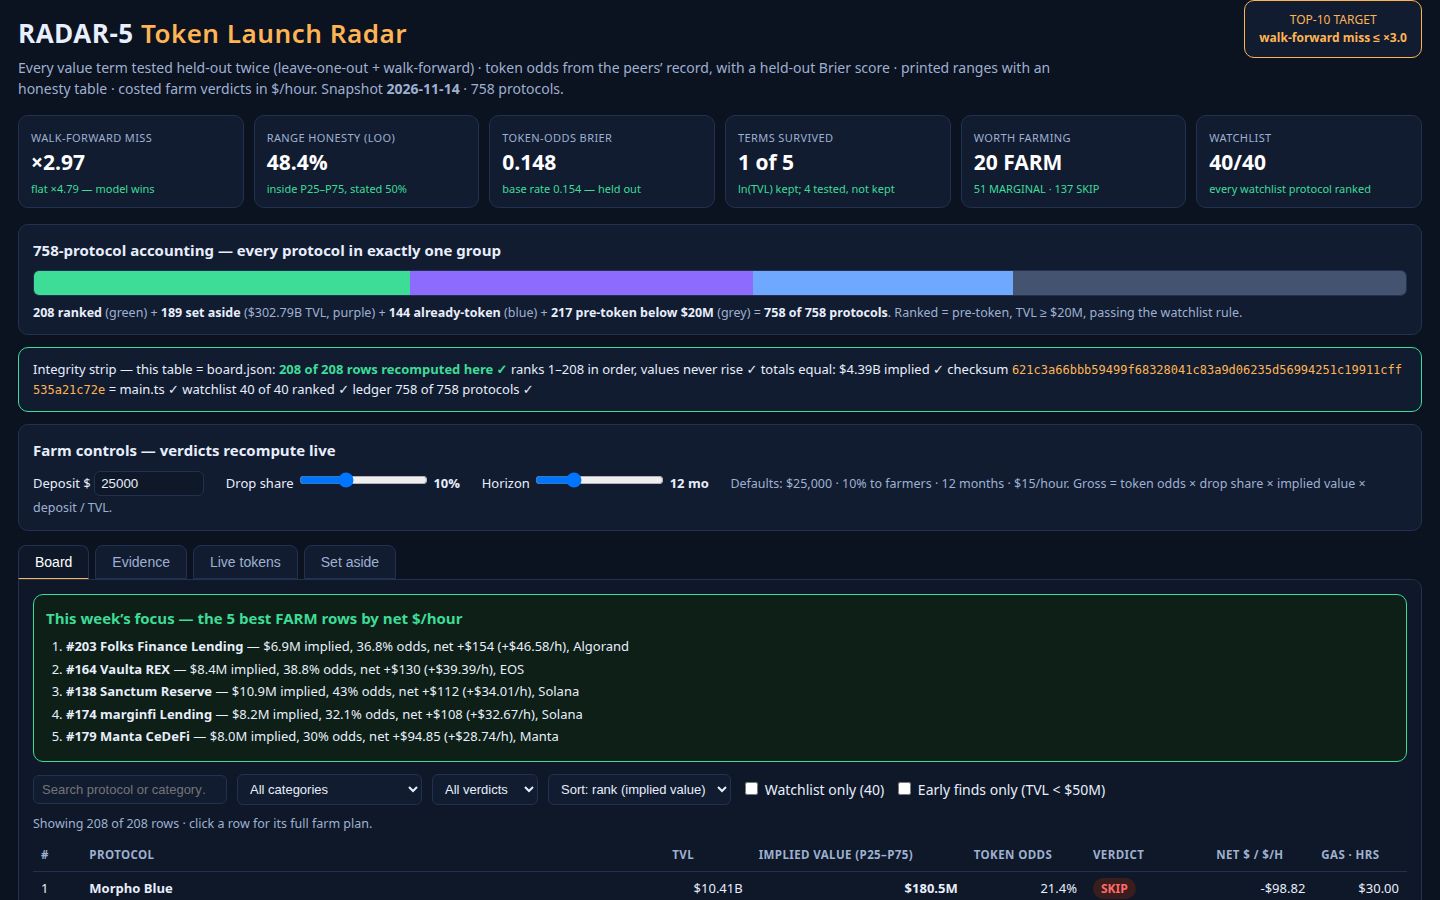 RADAR-5 Token Launch Radar
TOP-10 TARGET
walk-forward miss ≤ ×3.0
Every value term tested held-out twice (leave-one-out + walk-forward) · token odds from the peers’ record, with a held-out Brier score · printed ranges with an
honesty table · costed farm verdicts in $/hour. Snapshot 2026-11-14 · 758 protocols.
WALK-FORWARD MISS
×2.97
flat ×4.79 — model wins
RANGE HONESTY (LOO)
48.4%
inside P25–P75, stated 50%
TOKEN-ODDS BRIER
0.148
base rate 0.154 — held out
TERMS SURVIVED
1 of 5
ln(TVL) kept; 4 tested, not kept
WORTH FARMING
20 FARM
51 MARGINAL · 137 SKIP
WATCHLIST
40/40
every watchlist protocol ranked
758-protocol accounting — every protocol in exactly one group
208 ranked (green) + 189 set aside ($302.79B TVL, purple) + 144 already-token (blue) + 217 pre-token below $20M (grey) = 758 of 758 protocols. Ranked = pre-token, TVL ≥ $20M, passing the watchlist rule.
Integrity strip — this table = board.json: 208 of 208 rows recomputed here ✓ ranks 1–208 in order, values never rise ✓ totals equal: $4.39B implied ✓ checksum 621c3a66bbb59499f68328041c83a9d06235d56994251c19911cff
535a21c72e = main.ts ✓ watchlist 40 of 40 ranked ✓ ledger 758 of 758 protocols ✓
Farm controls — verdicts recompute live
Deposit $ 25000 Drop share 10% Horizon 12 mo Defaults: $25,000 · 10% to farmers · 12 months · $15/hour. Gross = token odds × drop share × implied value ×
deposit / TVL.
Board Evidence Live tokens Set aside
This week’s focus — the 5 best FARM rows by net $/hour
1. #203 Folks Finance Lending — $6.9M implied, 36.8% odds, net +$154 (+$46.58/h), Algorand
2. #164 Vaulta REX — $8.4M implied, 38.8% odds, net +$130 (+$39.39/h), EOS
3. #138 Sanctum Reserve — $10.9M implied, 43% odds, net +$112 (+$34.01/h), Solana
4. #174 marginfi Lending — $8.2M implied, 32.1% odds, net +$108 (+$32.67/h), Solana
5. #179 Manta CeDeFi — $8.0M implied, 30% odds, net +$94.85 (+$28.74/h), Manta
Search protocol or category. All categories All verdicts Sort: rank (implied value) Watchlist only (40) Early finds only (TVL < $50M)
Showing 208 of 208 rows · click a row for its full farm plan.
# PROTOCOL TVL IMPLIED VALUE (P25–P75) TOKEN ODDS VERDICT NET $ / $/H GAS · HRS
1 Morpho Blue $10.41B $180.5M 21.4% SKIP -$98.82 $30.00